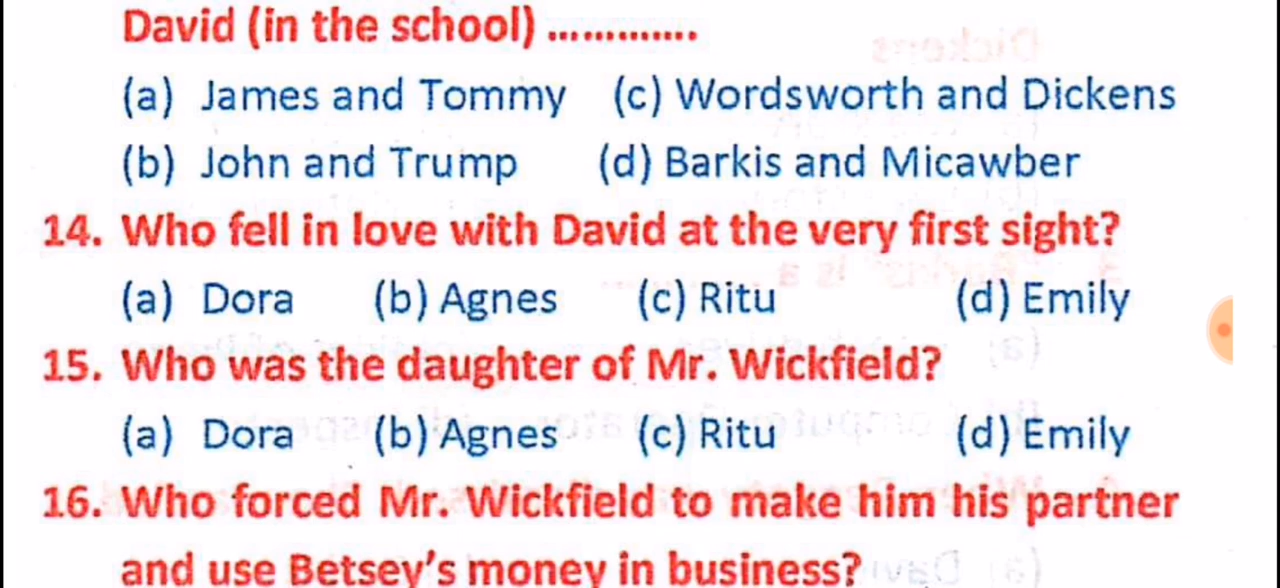 David (in the school) .............
(a) James and Tommy (c) Wordsworth and Dickens
(b) John and Trump (d) Barkis and Micawber
14. Who fell in love with David at the very first sight?
(a) Dora (b) Agnes (c) Ritu (d) Emily
15. Who was the daughter of Mr. Wickfield?
(a) Dora (b) Agnes (c) Ritu (d) Emily
16. Who forced Mr. Wickfield to make him his partner
and use Betsey's money in business?